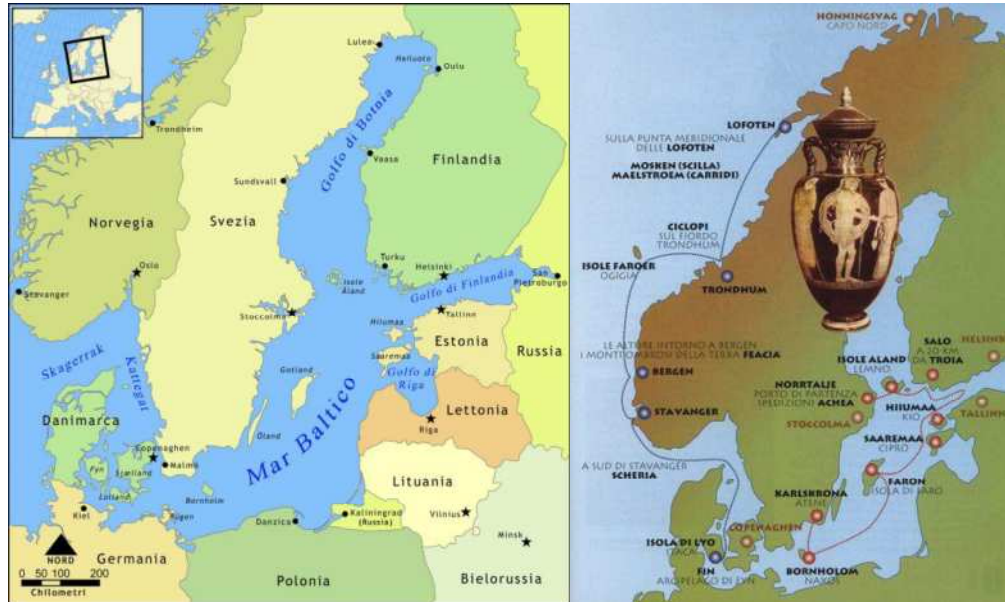 Lulea
Heiluoto
Oulu
Trondheim
Golfo di Botnia
Vaasa
Finlandia
Sundsvall
Svezia
Norvegia
Turku
Helsinki
San
Pietroburgo
Oslo
Isole
Åland
Golfo di Finlandia
Stavanger
Stoccolma
Tallinn
Hiiumaa
Estonia
Russia
Skagerrak
Kattegat
Saaremaa
Golfo di
Riga
Gotland
Lettonia
Danimarca
Riga
Mar Baltico
Öland
Copenaghen
Malmö
Fyn
Sjælland
Lituania
Lolland
Bornholm
Kiel
Rügen
Danzica
Kaliningrad
(Russia)
Vilnius
Minsk
NORD
Germania
0 50 100 200
Chilometri
Polonia
Bielorussia
HONNINGSVAG
CAPO NORD
LOFOTEN
SULLA PUNTA MERIDIONALE
DELLE LOFOTEN
MOSKEN (SCILLA)
MAELSTROEM (CARIDDI)
CICLOPI
SUL FIORDO
TRONDHUM
ISOLE FAROER
OGIGIA
TRONDHUM
LE ALTURE INTORNO A BERGEN
I MONTI OMBROSI DELLA TERRA FEACIA
BERGEN
STAVANGER
A SUD DI STAVANGER
SCHERIA
ISOLE ALAND
LEMNO
SALO
A 20 KM.
DA TROIA
HELSINKI
NORRTALJE
PORTO DI PARTENZA
SPEDIZIONI ACHEA
STOCCOLMA
HIIUMAA
KIO
TALLINN
SAAREMAA
CIPRO
FARON
ISOLA DI FARO
KARLSKRONA
ATENE
COPENAGHEN
ISOLA DI LYO
ITACA
FIN
ARCIPELAGO DI LYN
BORNHOLOM
NAXOS